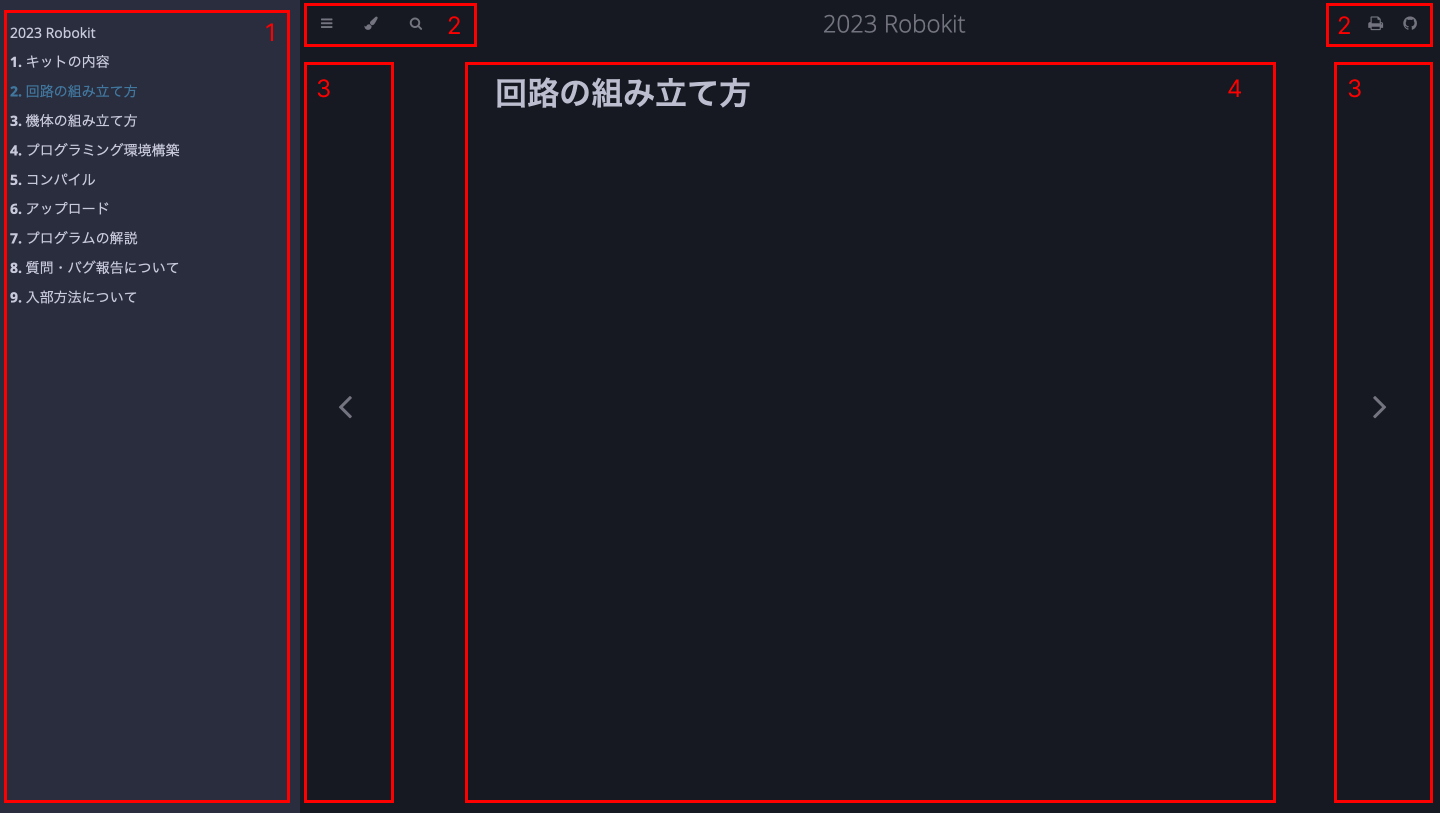 2023 Robokit
1
1. キットの内容
2. 回路の組み立て方
3. 機体の組み立て方
4. プログラミング環境構築
5. コンパイル
6. アップロード
7. プログラムの解説
8. 質問・バグ報告について
9. 入部方法について
2
2023 Robokit
2
3
回路の組み立て方
4
3